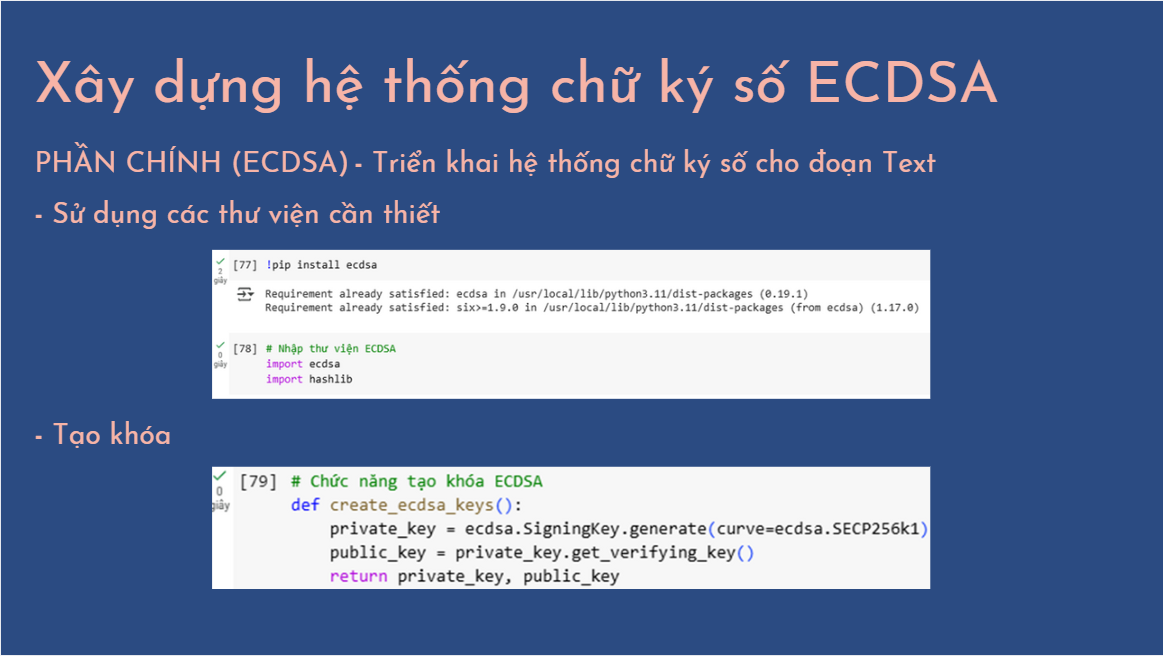 Xây dựng hệ thống chữ ký số ECDSA
PHẦN CHÍNH (ECDSA) - Triển khai hệ thống chữ ký số cho đoạn Text
- Sử dụng các thư viện cần thiết
2 giây
[77] !pip install ecdsa
Requirement already satisfied: ecdsa in /usr/local/lib/python3.11/dist-packages (0.19.1)
Requirement already satisfied: six>=1.9.0 in /usr/local/lib/python3.11/dist-packages (from ecdsa) (1.17.0)
0 giây
[78] # Nhập thư viện ECDSA
import ecdsa
import hashlib
- Tạo khóa
0 giây
[79] # Chức năng tạo khóa ECDSA
def create_ecdsa_keys():
private_key = ecdsa.SigningKey.generate(curve=ecdsa.SECP256k1)
public_key = private_key.get_verifying_key()
return private_key, public_key